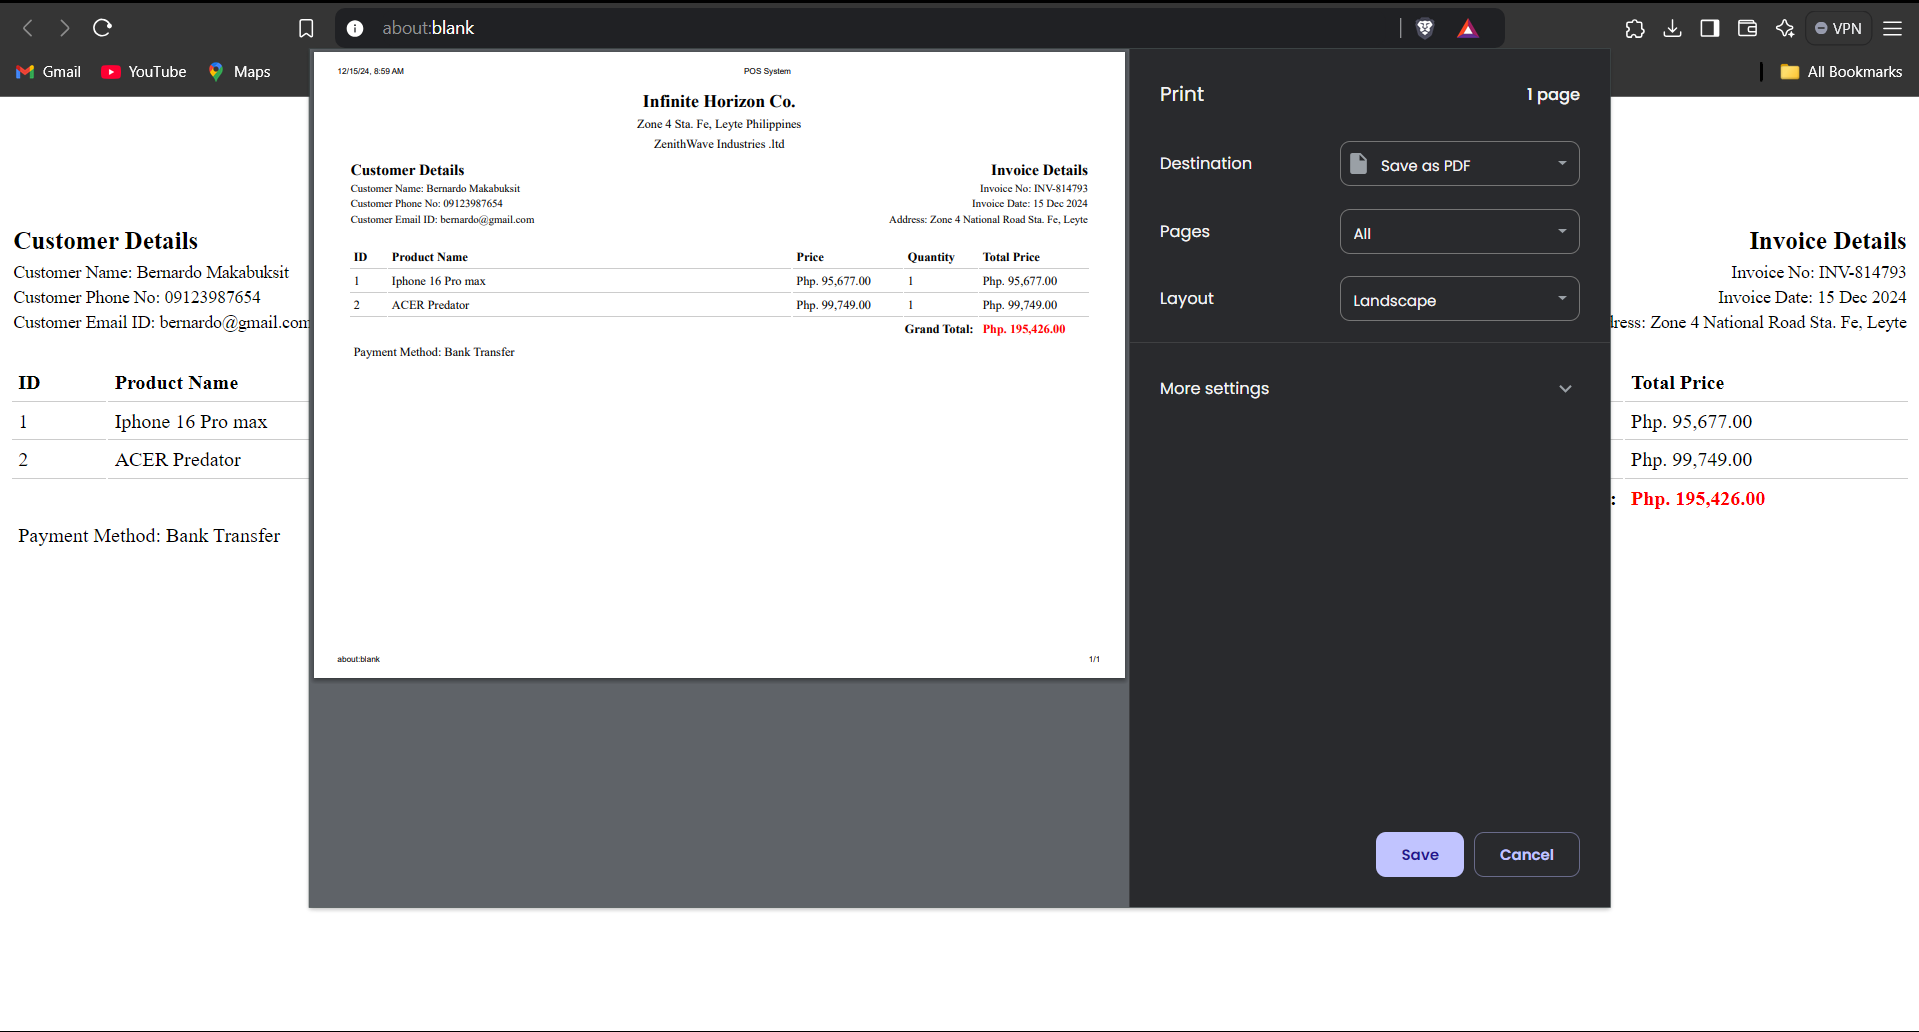 about:blank
VPN
Gmail YouTube Maps
All Bookmarks
12/15/24, 8:59 AM POS System
Infinite Horizon Co.
Zone 4 Sta. Fe, Leyte Philippines
ZenithWave Industries .ltd
Customer Details Invoice Details
Customer Name: Bernardo Makabuksit Invoice No: INV-814793
Customer Phone No: 09123987654 Invoice Date: 15 Dec 2024
Customer Email ID: bernardo@gmail.com Address: Zone 4 National Road Sta. Fe, Leyte
ID Product Name Price Quantity Total Price
1 Iphone 16 Pro max Php. 95,677.00 1 Php. 95,677.00
2 ACER Predator Php. 99,749.00 1 Php. 99,749.00
Grand Total: Php. 195,426.00
Payment Method: Bank Transfer
about:blank 1/1
Print 1 page
Destination Save as PDF
Pages All
Layout Landscape
More settings
Save Cancel
Customer Details
Customer Name: Bernardo Makabuksit
Customer Phone No: 09123987654
Customer Email ID: bernardo@gmail.com
ID Product Name
1 Iphone 16 Pro max
2 ACER Predator
Payment Method: Bank Transfer
Invoice Details
Invoice No: INV-814793
Invoice Date: 15 Dec 2024
ress: Zone 4 National Road Sta. Fe, Leyte
Total Price
Php. 95,677.00
Php. 99,749.00
: Php. 195,426.00